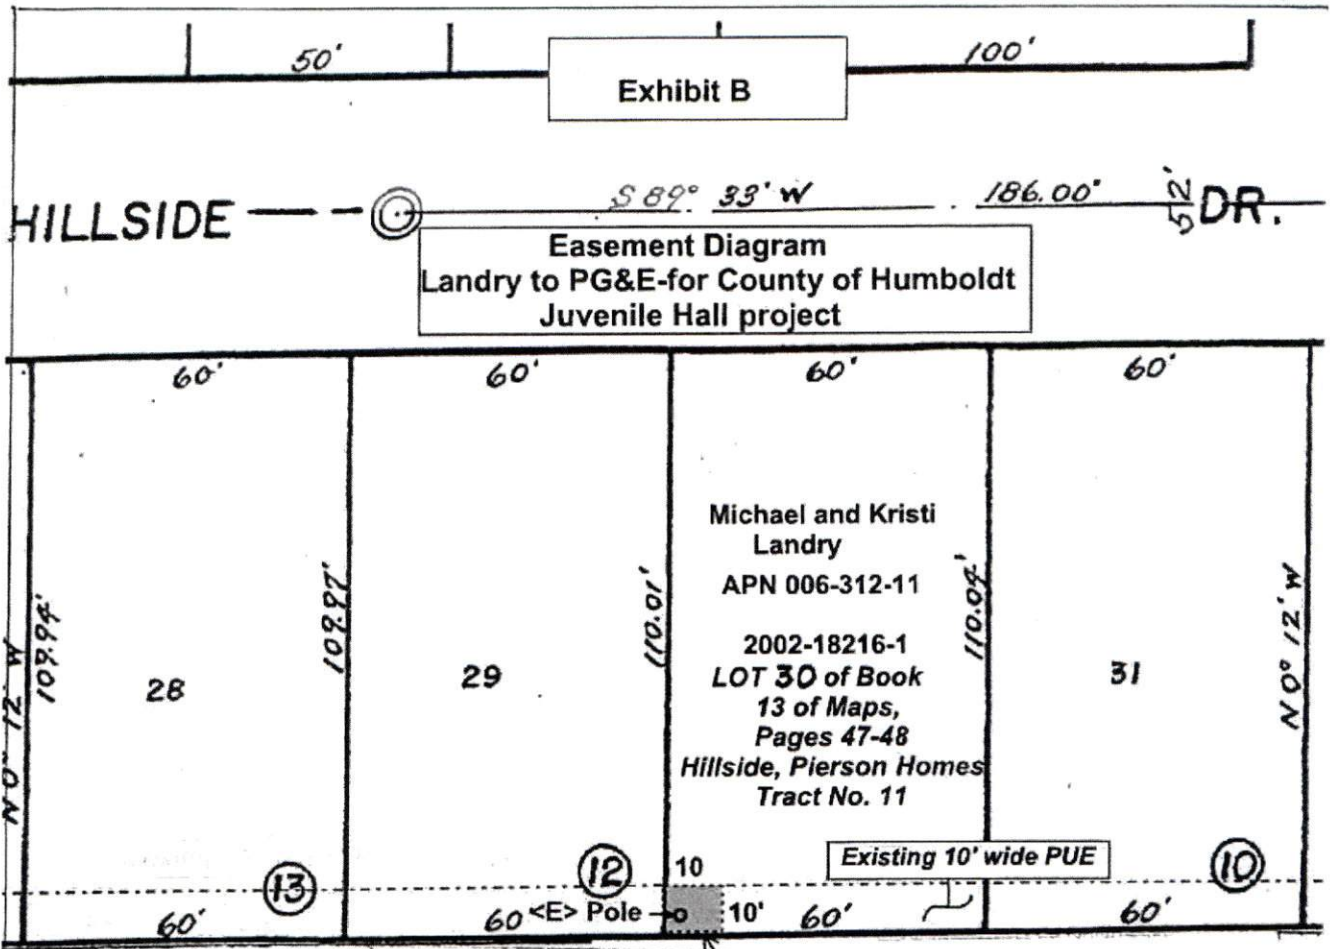 50'
100'
Exhibit B
HILLSIDE
S 89° 33' W
186.00'
52'
DR.
Easement Diagram
Landry to PG&E-for County of Humboldt
Juvenile Hall project
60'
60'
60'
60'
Michael and Kristi
Landry
APN 006-312-11
2002-18216-1
LOT 30 of Book
13 of Maps,
Pages 47-48
Hillside, Pierson Homes
Tract No. 11
N 0° 12' W
109.94'
109.97'
110.01'
110.04'
N 0° 12' W
28
29
31
13
12
10
Existing 10' wide PUE
10
60'
60'
<E> Pole
10'
60'
60'